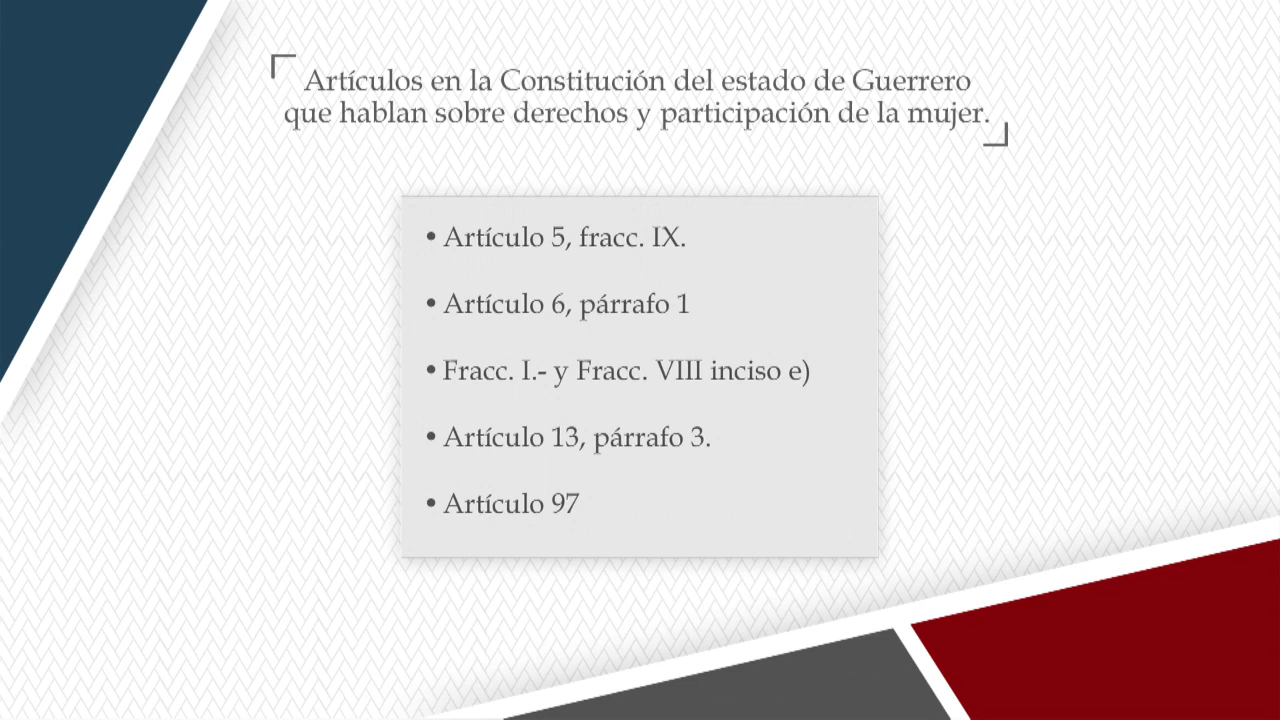 Artículos en la Constitución del estado de Guerrero
que hablan sobre derechos y participación de la mujer.
• Artículo 5, fracc. IX.
• Artículo 6, párrafo 1
• Fracc. I.- y Fracc. VIII inciso e)
• Artículo 13, párrafo 3.
• Artículo 97